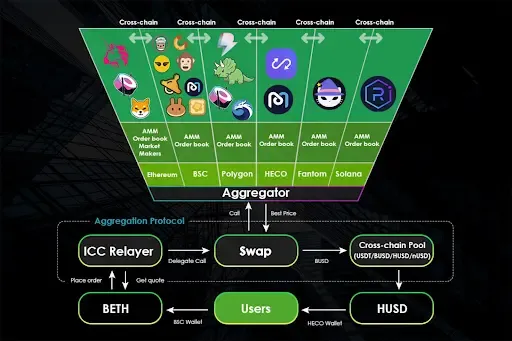 Cross-chain Cross-chain Cross-chain Cross-chain Cross-chain
AMM
Order book
Market
Makers
AMM
Order book
AMM
Order book
AMM
Order book
AMM
Order book
AMM
Order book
Ethereum BSC Polygon HECO Fantom Solana
Aggregator
Call Best Price
Aggregation Protocol
ICC Relayer
Delegate Call
Swap
BUSD
Cross-chain Pool
(USDT/BUSD/HUSD/nUSD)
Place order Get quote
BETH
BSC Wallet
Users
HECO Wallet
HUSD